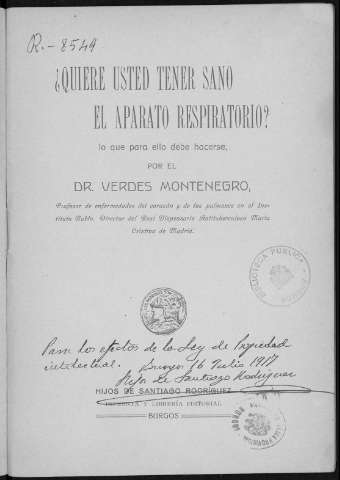 R.- 8549
¿QUIERE USTED TENER SANO
EL APARATO RESPIRATORIO?
lo que para ello debe hacerse,
POR EL
DR. VERDES MONTENEGRO,
Profesor de enfermedades del corazón y de los pulmones en el Ins-
tituto Rubio, Director del Real Dispensario Antituberculoso María
Cristina de Madrid.
BIBLIOTECA PUBLICA
Para los efectos de la Ley de Propiedad
intelectual. Burgos 16 Julio 1917
Hijos de Santiago Rodríguez
HIJOS DE SANTIAGO RODRÍGUEZ
IMPRENTA Y LIBRERÍA EDITORIAL
BURGOS